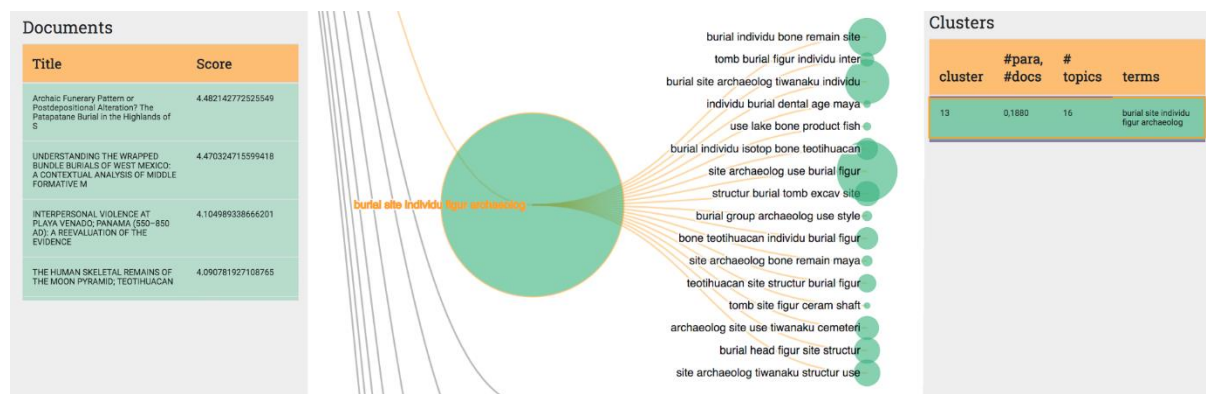 Documents
Title Score
Archaic Funerary Pattern or
Postdepositional Alteration? The
Patapatane Burial in the Highlands of
S
4.482142772525549
UNDERSTANDING THE WRAPPED
BUNDLE BURIALS OF WEST MEXICO:
A CONTEXTUAL ANALYSIS OF MIDDLE
FORMATIVE M
4.470324715599418
INTERPERSONAL VIOLENCE AT
PLAYA VENADO; PANAMA (550–850
AD): A REEVALUATION OF THE
EVIDENCE
4.104989338666201
THE HUMAN SKELETAL REMAINS OF
THE MOON PYRAMID; TEOTIHUACAN
4.090781927108765
burial site individu figur archaeolog
burial individu bone remain site
tomb burial figur individu inter
burial site archaeolog tiwanaku individu
individu burial dental age maya
use lake bone product fish
burial individu isotop bone teotihuacan
site archaeolog use burial figur
structur burial tomb excav site
burial group archaeolog use style
bone teotihuacan individu burial figur
site archaeolog bone remain maya
teotihuacan site structur burial figur
tomb site figur ceram shaft
archaeolog site use tiwanaku cemeteri
burial head figur site structur
site archaeolog tiwanaku structur use
Clusters
cluster #para, #docs # topics terms
13 0,1880 16 burial site individu
figur archaeolog